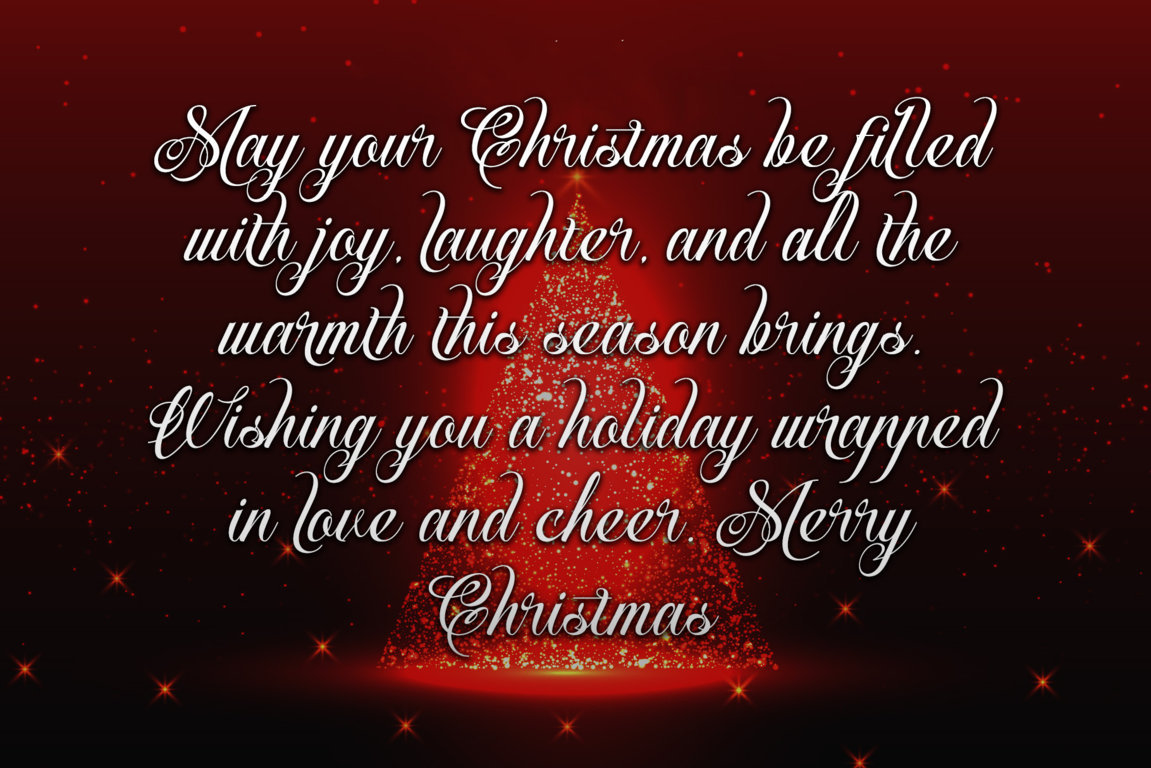 May your Christmas be filled
with joy, laughter, and all the
warmth this season brings.
Wishing you a holiday wrapped
in love and cheer. Merry
Christmas